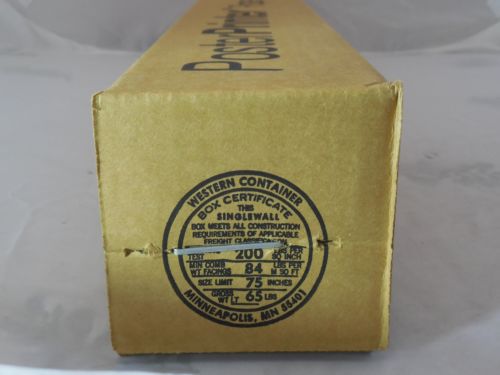 PosterPrinter
WESTERN CONTAINER
BOX CERTIFICATE
THIS
SINGLEWALL
BOX MEETS ALL CONSTRUCTION
REQUIREMENTS OF APPLICABLE
FREIGHT CLASSIFICATION
TEST 200 LBS PER SQ INCH
MIN COMB WT FACINGS 84 LBS PER M SQ FT
SIZE LIMIT 75 INCHES
GROSS WT LT 65 LBS
MINNEAPOLIS, MN 55401